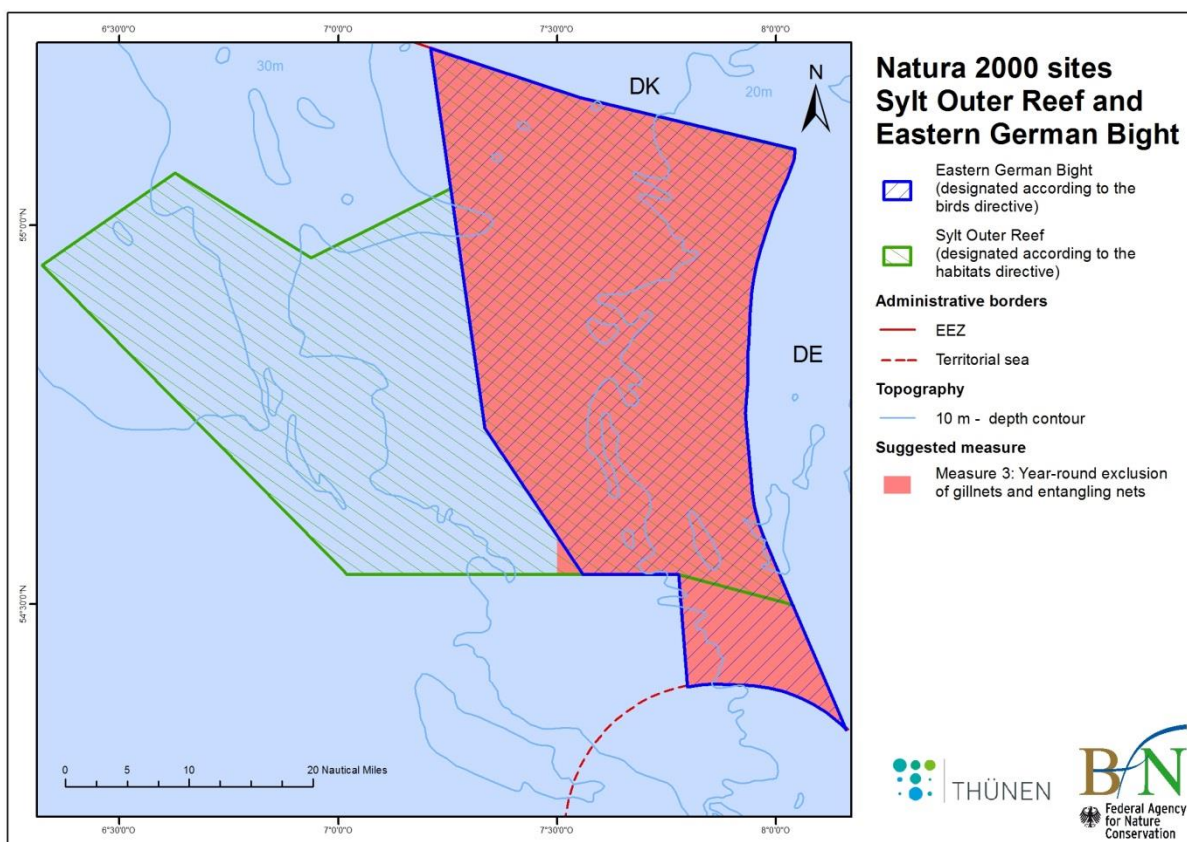 6°30'0"O
7°0'0"O
7°30'0"O
8°0'0"O
30m
DK
20m
N
55°0'0"N
DE
54°30'0"N
0 5 10 20 Nautical Miles
6°30'0"O
7°0'0"O
7°30'0"O
8°0'0"O
Natura 2000 sites
Sylt Outer Reef and
Eastern German Bight
Eastern German Bight
(designated according to the
birds directive)
Sylt Outer Reef
(designated according to the
habitats directive)
Administrative borders
EEZ
Territorial sea
Topography
10 m - depth contour
Suggested measure
Measure 3: Year-round exclusion
of gillnets and entangling nets
THÜNEN
BfN
Federal Agency
for Nature
Conservation